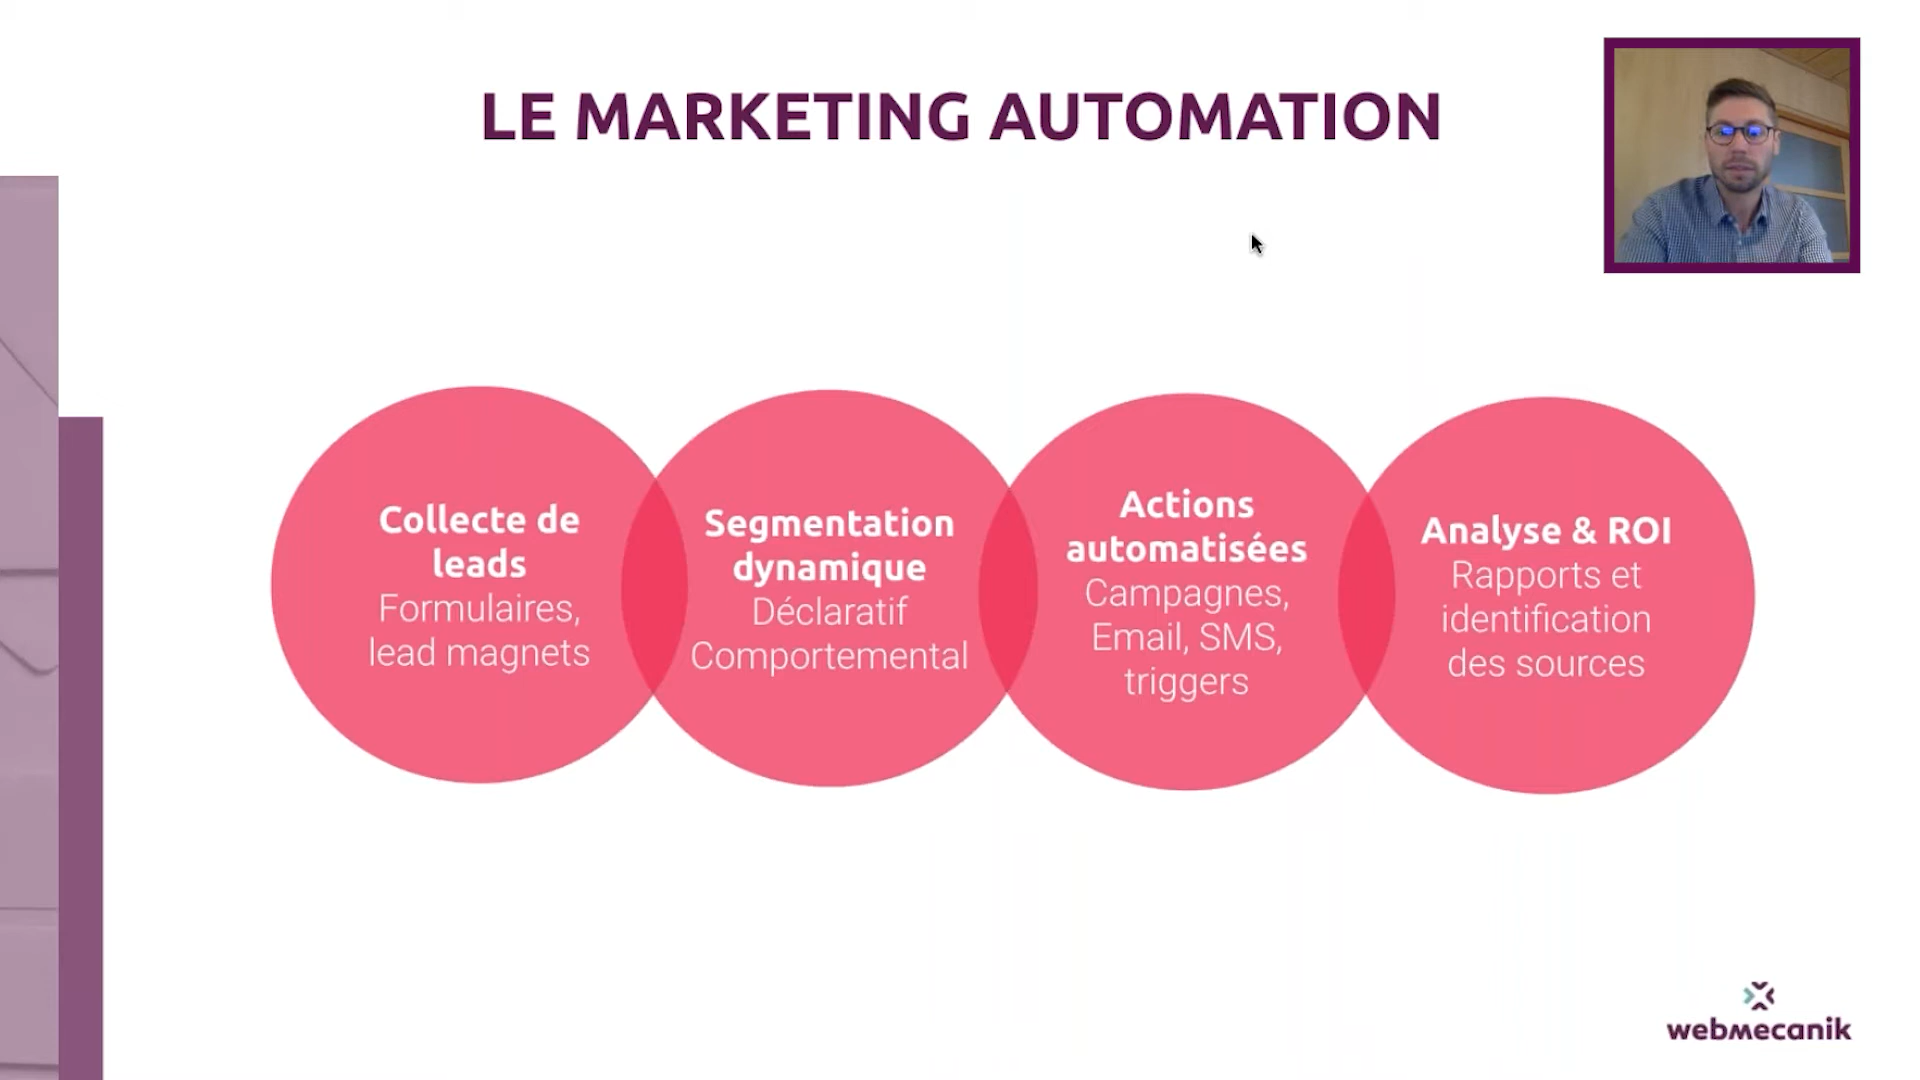 LE MARKETING AUTOMATION
Collecte de
leads
Formulaires,
lead magnets
Segmentation
dynamique
Déclaratif
Comportemental
Actions
automatisées
Campagnes,
Email, SMS,
triggers
Analyse & ROI
Rapports et
identification
des sources
webmecanik